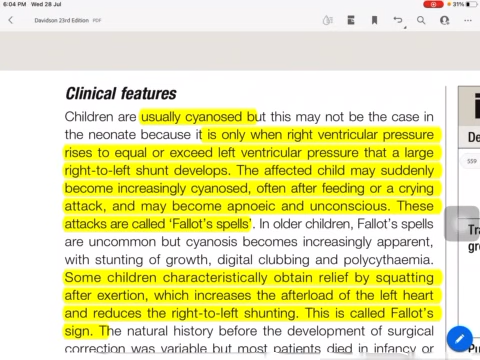 6:04 PM Wed 28 Jul
31%
Davidson 23rd Edition PDF
Clinical features
Children are usually cyanosed but this may not be the case in
the neonate because it is only when right ventricular pressure
rises to equal or exceed left ventricular pressure that a large
right-to-left shunt develops. The affected child may suddenly
become increasingly cyanosed, often after feeding or a crying
attack, and may become apnoeic and unconscious. These
attacks are called ‘Fallot’s spells’. In older children, Fallot’s spells
are uncommon but cyanosis becomes increasingly apparent,
with stunting of growth, digital clubbing and polycythaemia.
Some children characteristically obtain relief by squatting
after exertion, which increases the afterload of the left heart
and reduces the right-to-left shunting. This is called Fallot’s
sign. The natural history before the development of surgical
correction was variable but most patients died in infancy or
De
559
Tra
gre